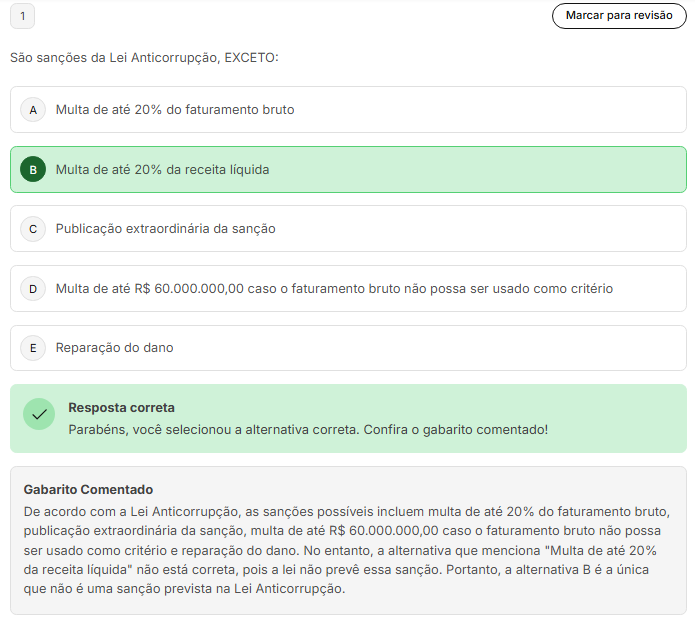 1
Marcar para revisão
São sanções da Lei Anticorrupção, EXCETO:
A Multa de até 20% do faturamento bruto
B Multa de até 20% da receita líquida
C Publicação extraordinária da sanção
D Multa de até R$ 60.000.000,00 caso o faturamento bruto não possa ser usado como critério
E Reparação do dano
Resposta correta
Parabéns, você selecionou a alternativa correta. Confira o gabarito comentado!
Gabarito Comentado
De acordo com a Lei Anticorrupção, as sanções possíveis incluem multa de até 20% do faturamento bruto,
publicação extraordinária da sanção, multa de até R$ 60.000.000,00 caso o faturamento bruto não possa
ser usado como critério e reparação do dano. No entanto, a alternativa que menciona "Multa de até 20%
da receita líquida" não está correta, pois a lei não prevê essa sanção. Portanto, a alternativa B é a única
que não é uma sanção prevista na Lei Anticorrupção.